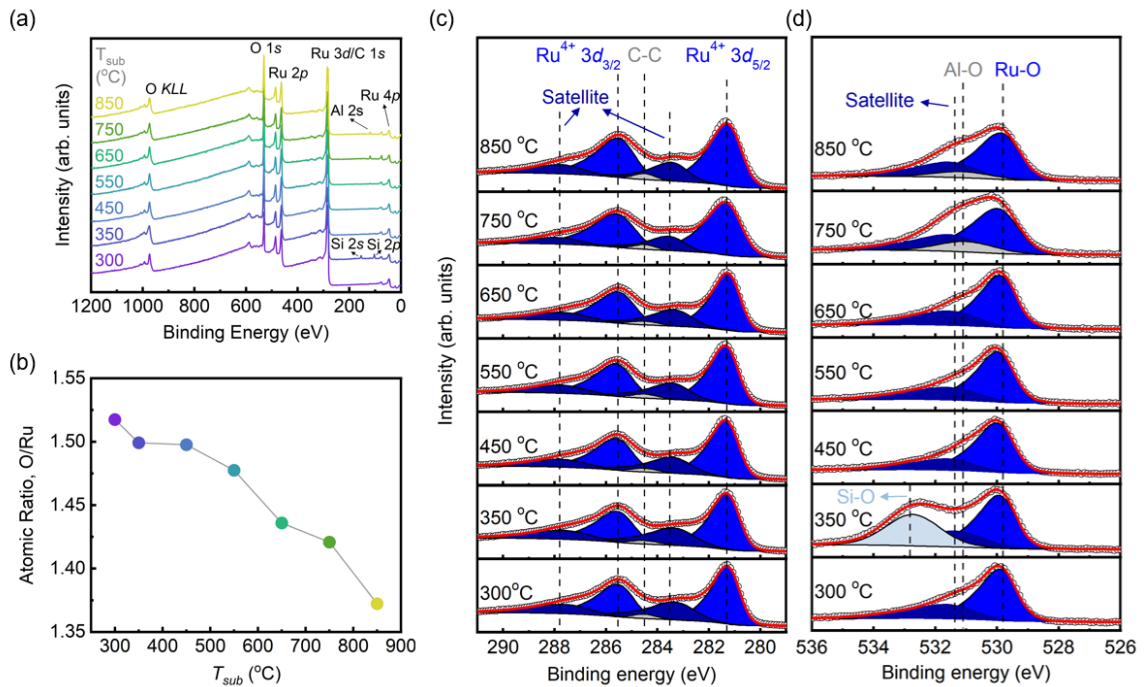 (a)
T_sub
(°C)
850
750
650
550
450
350
300
O KLL
O 1s
Ru 2p
Ru 3d/C 1s
Al 2s
Ru 4p
Si 2s
Si 2p
Intensity (arb. units)
1200 1000 800 600 400 200 0
Binding Energy (eV)
(b)
1.55
1.50
1.45
1.40
1.35
Atomic Ratio, O/Ru
200 300 400 500 600 700 800 900
T_sub (°C)
(c)
Ru⁴⁺ 3d₃/₂ C-C Ru⁴⁺ 3d₅/₂
Satellite
850 °C
750 °C
650 °C
550 °C
450 °C
350 °C
300°C
Intensity (arb. units)
290 288 286 284 282 280
Binding energy (eV)
(d)
Al-O Ru-O
Satellite
850 °C
750 °C
650 °C
550 °C
450 °C
Si-O
350 °C
300 °C
536 534 532 530 528 526
Binding energy (eV)